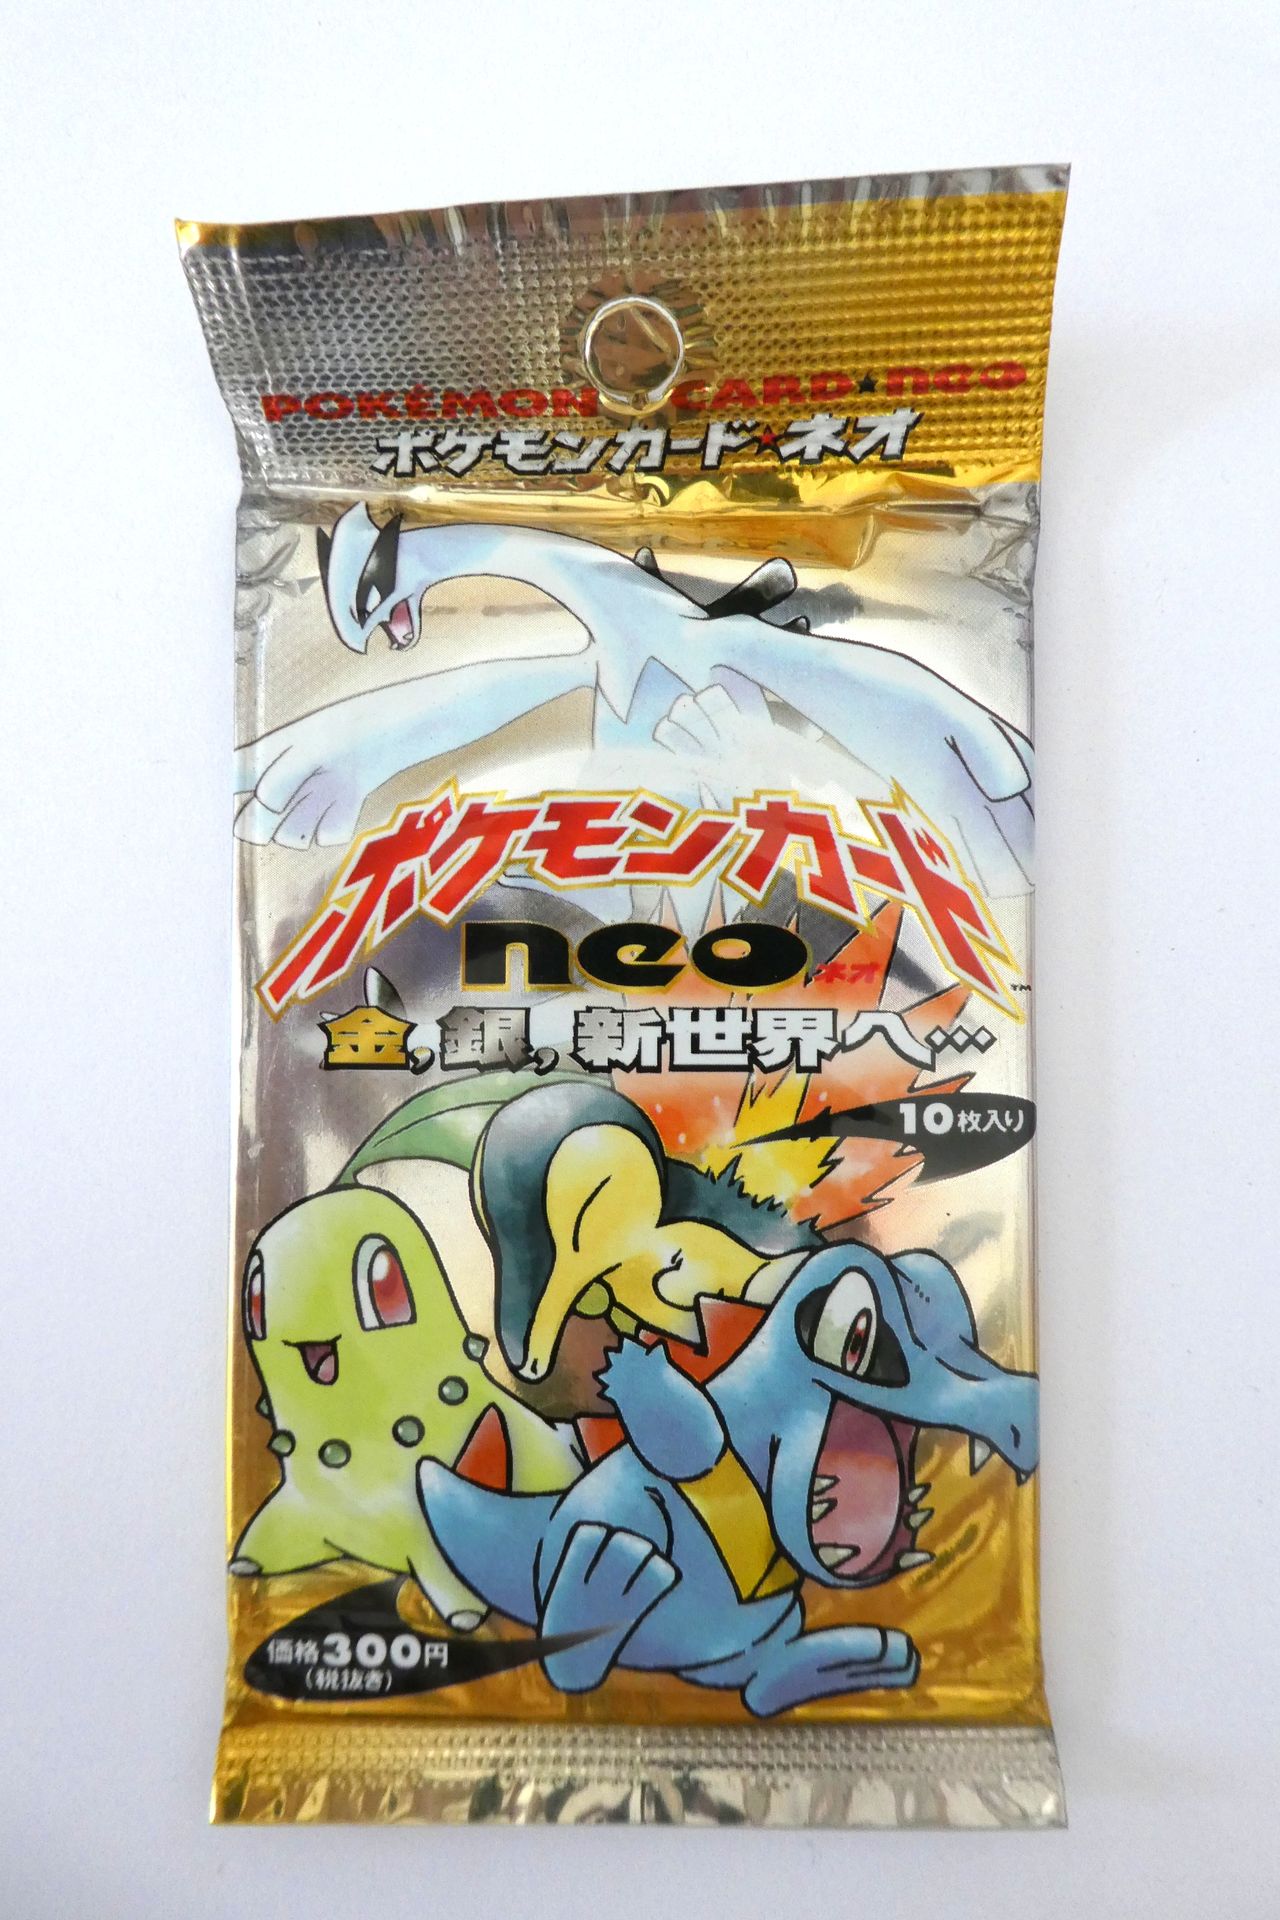 POKÉMON CARD★neo
ポケモンカード★ネオ
ポケモンカード
neo ネオ
TM
金,銀,新世界へ…
10枚入り
価格300円
(税抜き)